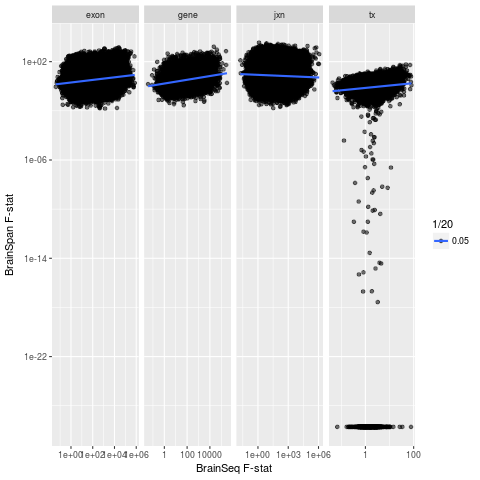 exon gene jxn tx
1e+02
1e-06
1e-14
1e-22
BrainSpan F-stat
1/20
0.05
1e+00 1e+02 1e+04 1e+06 1 100 10000 1e+00 1e+03 1e+06 1 100
BrainSeq F-stat